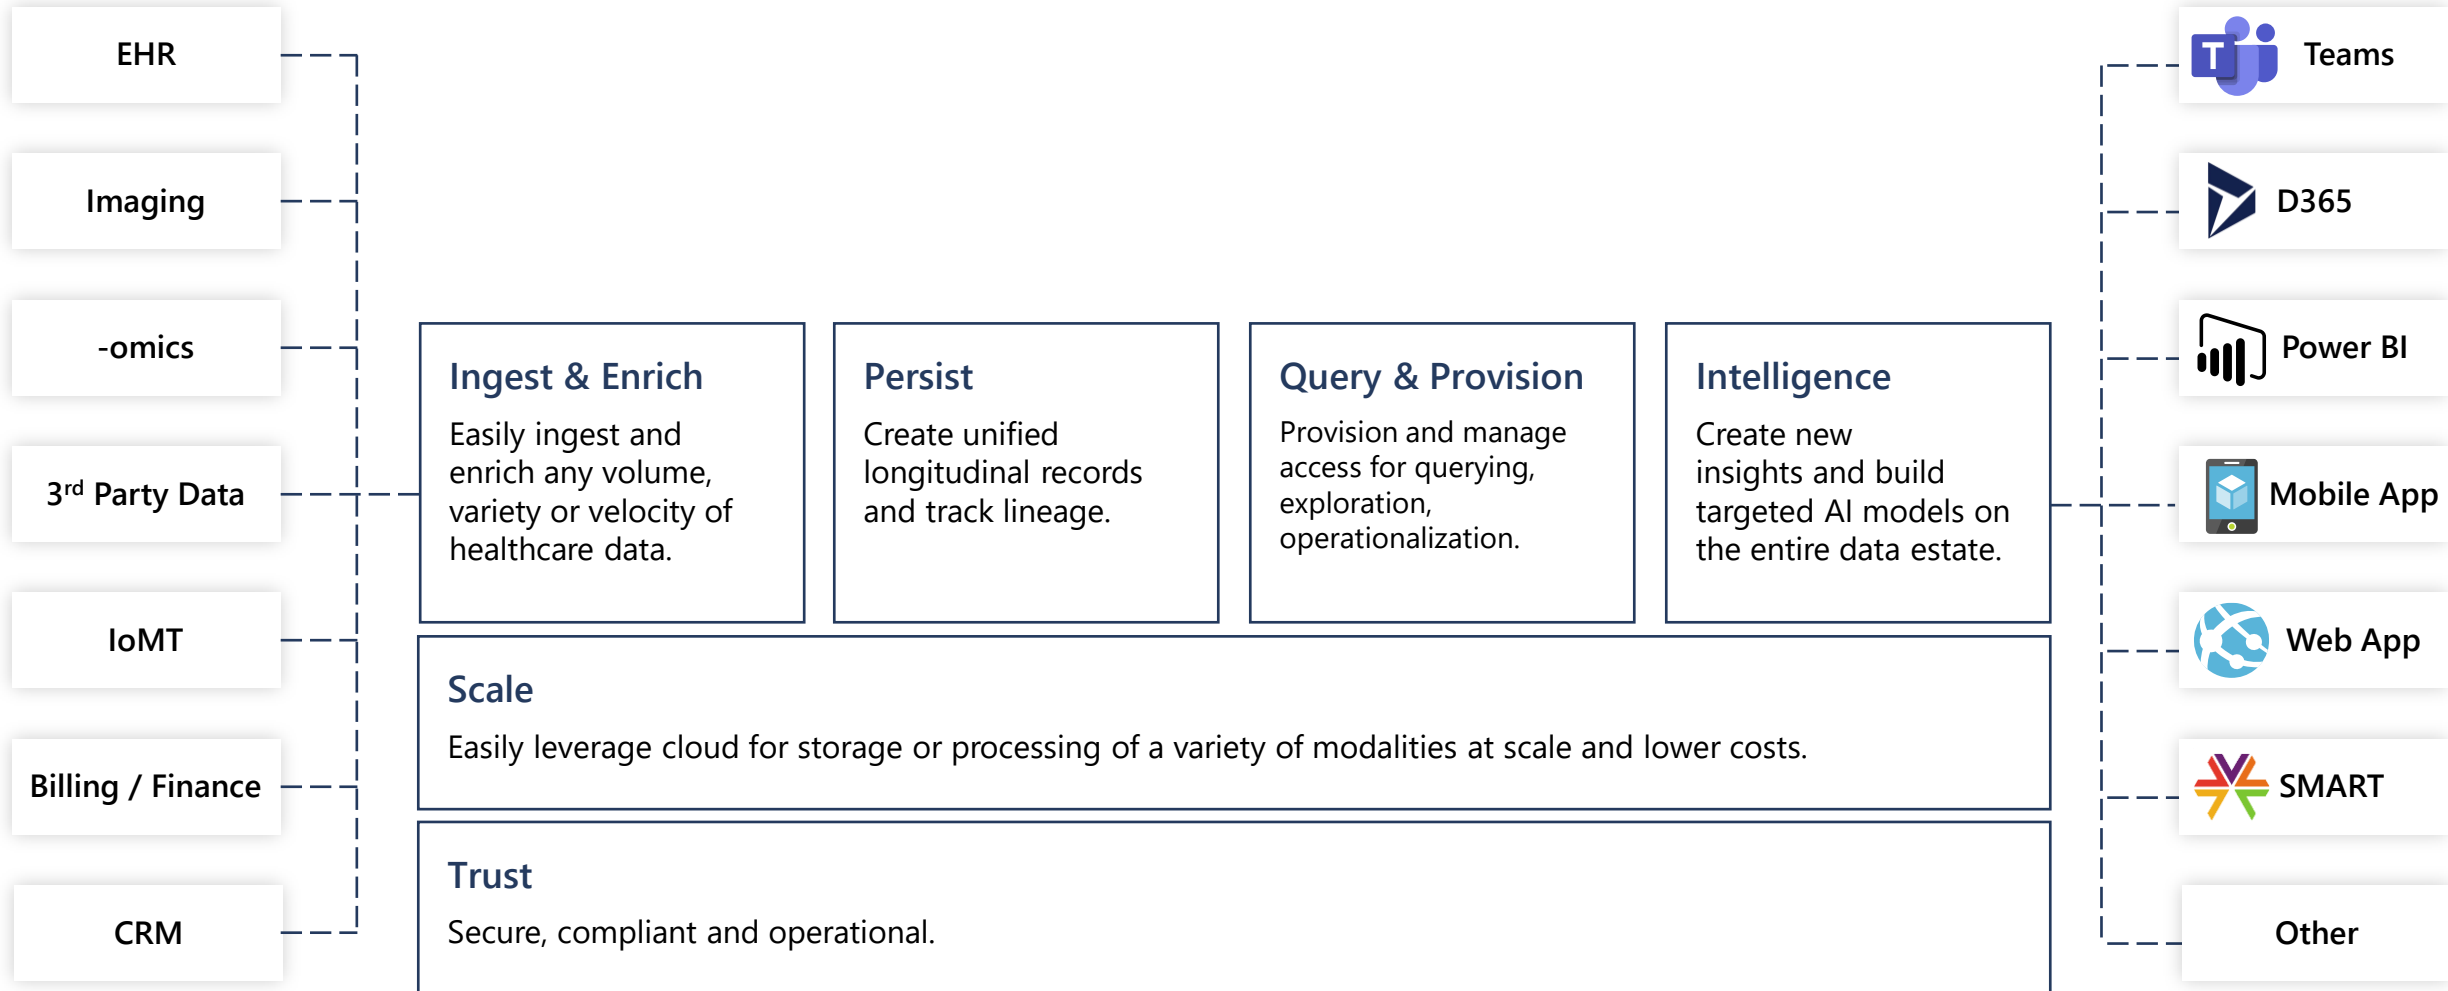 EHR
Imaging
-omics
3rd Party Data
IoMT
Billing / Finance
CRM
Ingest & Enrich
Easily ingest and
enrich any volume,
variety or velocity of
healthcare data.
Persist
Create unified
longitudinal records
and track lineage.
Query & Provision
Provision and manage
access for querying,
exploration,
operationalization.
Intelligence
Create new
insights and build
targeted AI models on
the entire data estate.
Scale
Easily leverage cloud for storage or processing of a variety of modalities at scale and lower costs.
Trust
Secure, compliant and operational.
T
Teams
D365
Power BI
Mobile App
Web App
SMART
Other